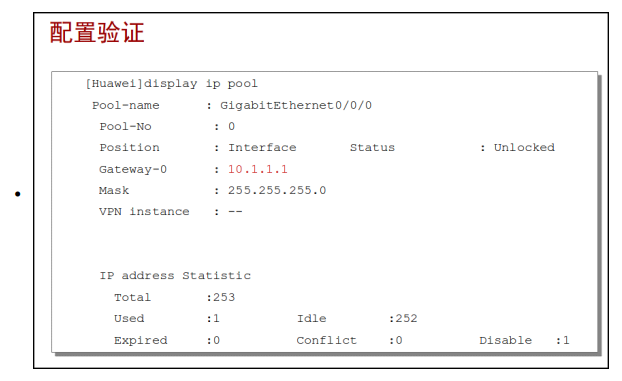 配置验证
[Huawei]display ip pool
Pool-name : GigabitEthernet0/0/0
Pool-No : 0
Position : Interface Status : Unlocked
Gateway-0 : 10.1.1.1
Mask : 255.255.255.0
VPN instance : --
IP address Statistic
Total :253
Used :1 Idle :252
Expired :0 Conflict :0 Disable :1